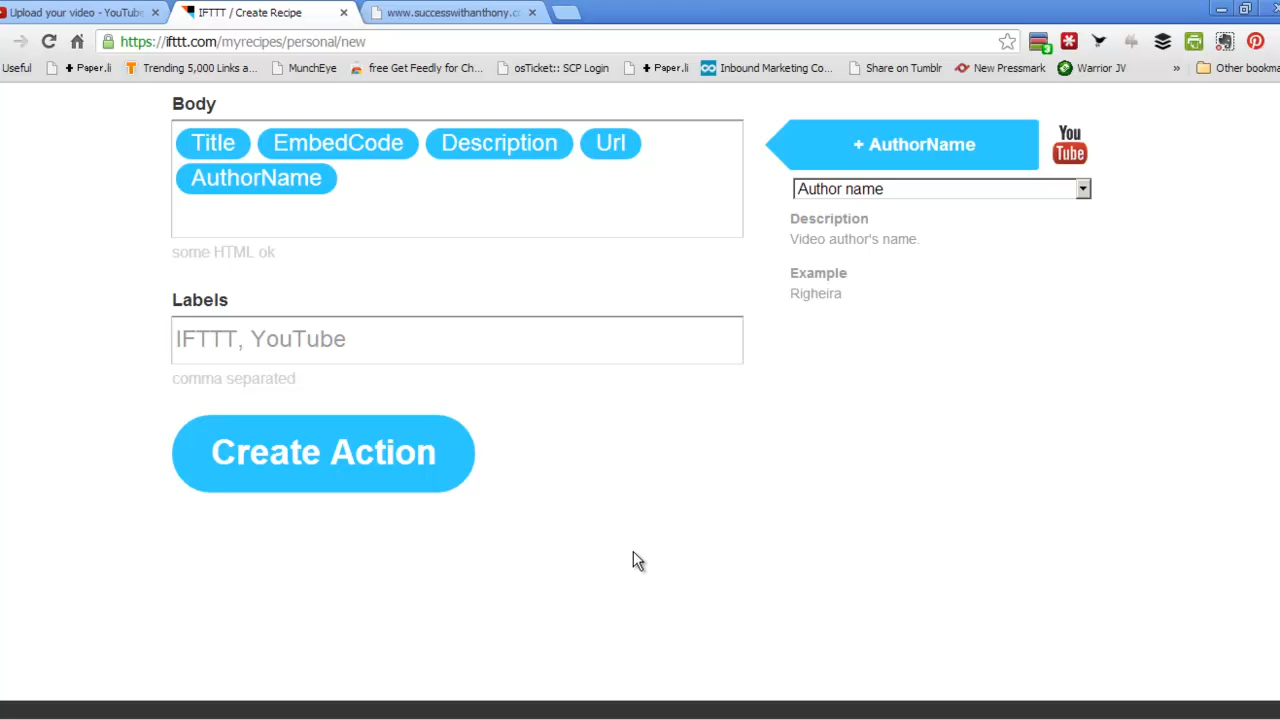 Upload your video - YouTube
IFTTT / Create Recipe
www.successwithanthony.c
https://ifttt.com/myrecipes/personal/new
3
Useful
+ Paper.li
Trending 5,000 Links a...
MunchEye
free Get Feedly for Ch...
osTicket:: SCP Login
+ Paper.li
Inbound Marketing Co...
Share on Tumblr
New Pressmark
Warrior JV
»
Other bookma
Body
Title EmbedCode Description Url
AuthorName
some HTML ok
+ AuthorName
You
Tube
Author name
Description
Video author's name.
Example
Righeira
Labels
IFTTT, YouTube
comma separated
Create Action